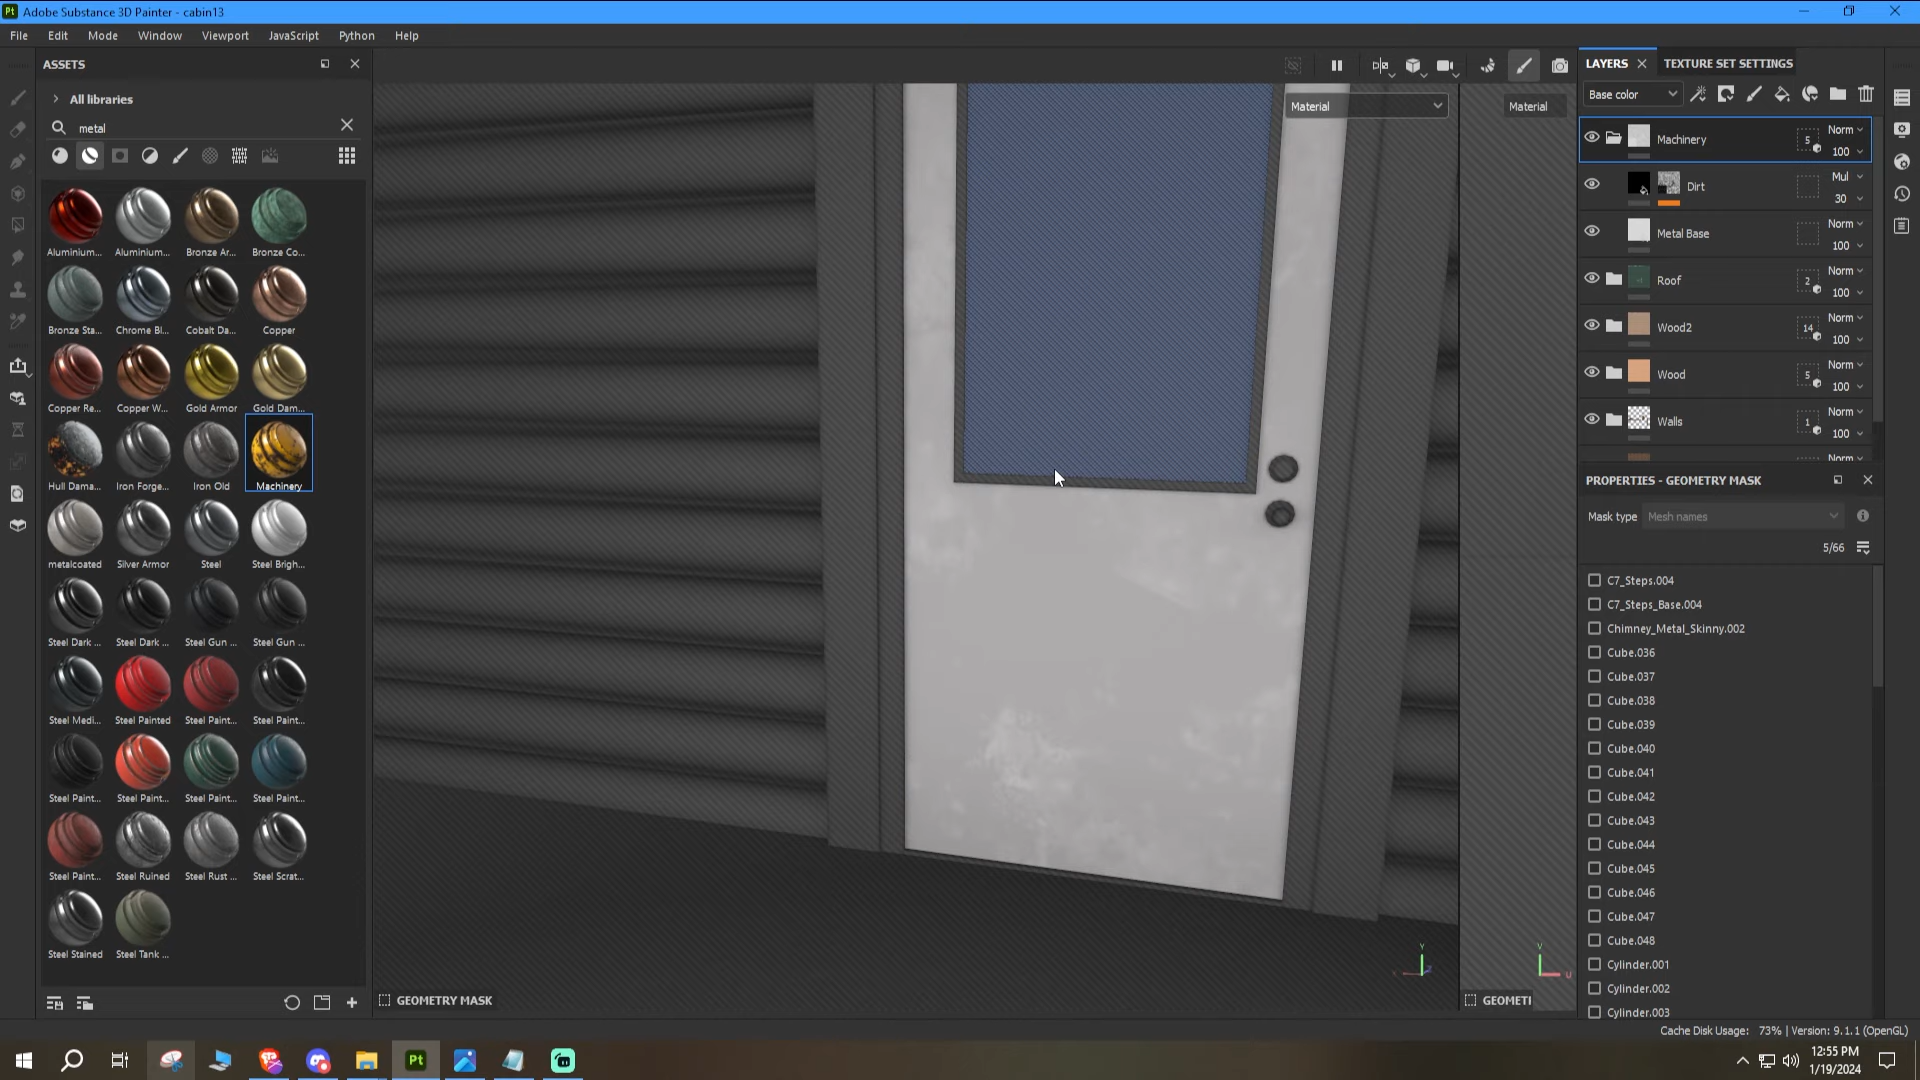 Pt
Adobe Substance 3D Painter - cabin13
File
Edit
Mode
Window
Viewport
JavaScript
Python
Help
ASSETS
All libraries
metal
Aluminium...
Aluminium...
Bronze Ar...
Bronze Co...
Bronze Sta...
Chrome Bl...
Cobalt Da...
Copper
Copper Re...
Copper W...
Gold Armor
Gold Dam...
Hull Dama...
Iron Forge...
Iron Old
Machinery
metalcoated
Silver Armor
Steel
Steel Brigh...
Steel Dark ...
Steel Dark ...
Steel Gun ...
Steel Gun ...
Steel Medi...
Steel Painted
Steel Paint...
Steel Paint...
Steel Paint...
Steel Paint...
Steel Paint...
Steel Paint...
Steel Paint...
Steel Ruined
Steel Rust ...
Steel Scrat...
Steel Stained
Steel Tank ...
Material
Material
GEOMETRY MASK
GEOMETI
Y
V
U
LAYERS
TEXTURE SET SETTINGS
Base color
Machinery
5
Norm
100
Dirt
Mul
30
Metal Base
Norm
100
Roof
2
Norm
100
Wood2
14
Norm
100
Wood
5
Norm
100
Walls
1
Norm
100
PROPERTIES - GEOMETRY MASK
Mask type
Mesh names
5/66
C7_Steps.004
C7_Steps_Base.004
Chimney_Metal_Skinny.002
Cube.036
Cube.037
Cube.038
Cube.039
Cube.040
Cube.041
Cube.042
Cube.043
Cube.044
Cube.045
Cube.046
Cube.047
Cube.048
Cylinder.001
Cylinder.002
Cylinder.003
Cache Disk Usage: 73% | Version: 9.1.1 (OpenGL)
Pt
12:55 PM
1/19/2024